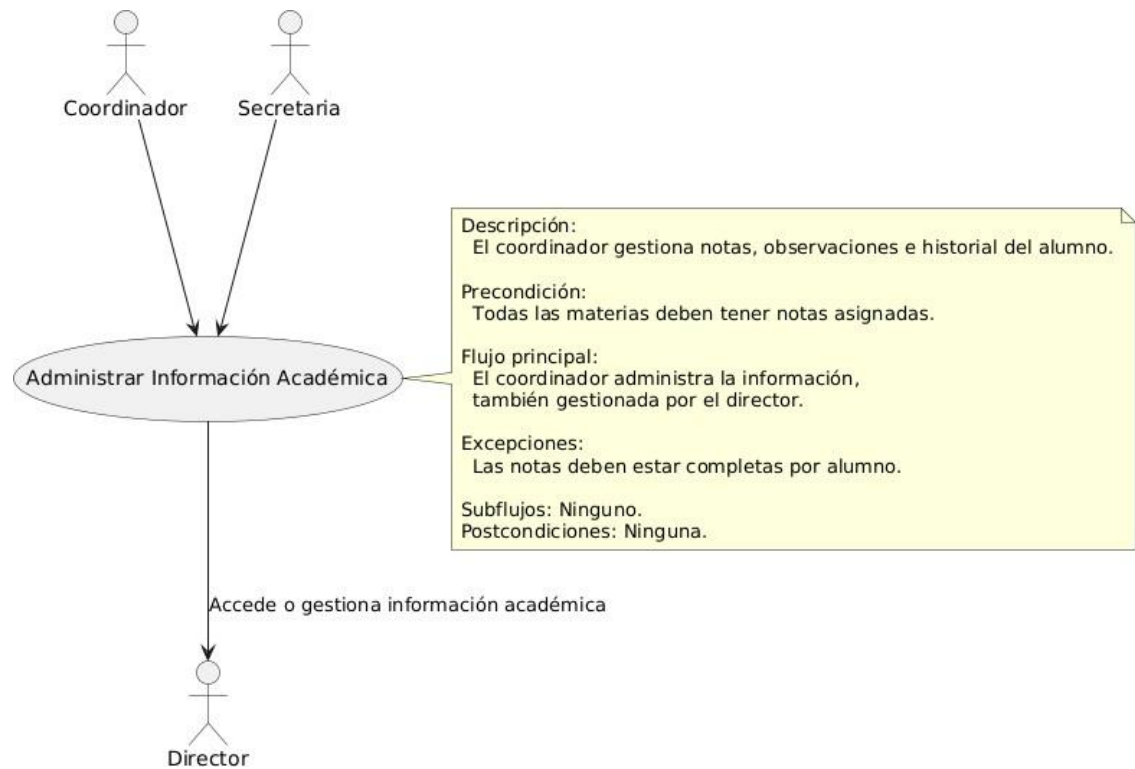 Coordinador
Secretaria
Descripción:
El coordinador gestiona notas, observaciones e historial del alumno.
Precondición:
Todas las materias deben tener notas asignadas.
Flujo principal:
El coordinador administra la información,
también gestionada por el director.
Excepciones:
Las notas deben estar completas por alumno.
Subflujos: Ninguno.
Postcondiciones: Ninguna.
Administrar Información Académica
Accede o gestiona información académica
Director